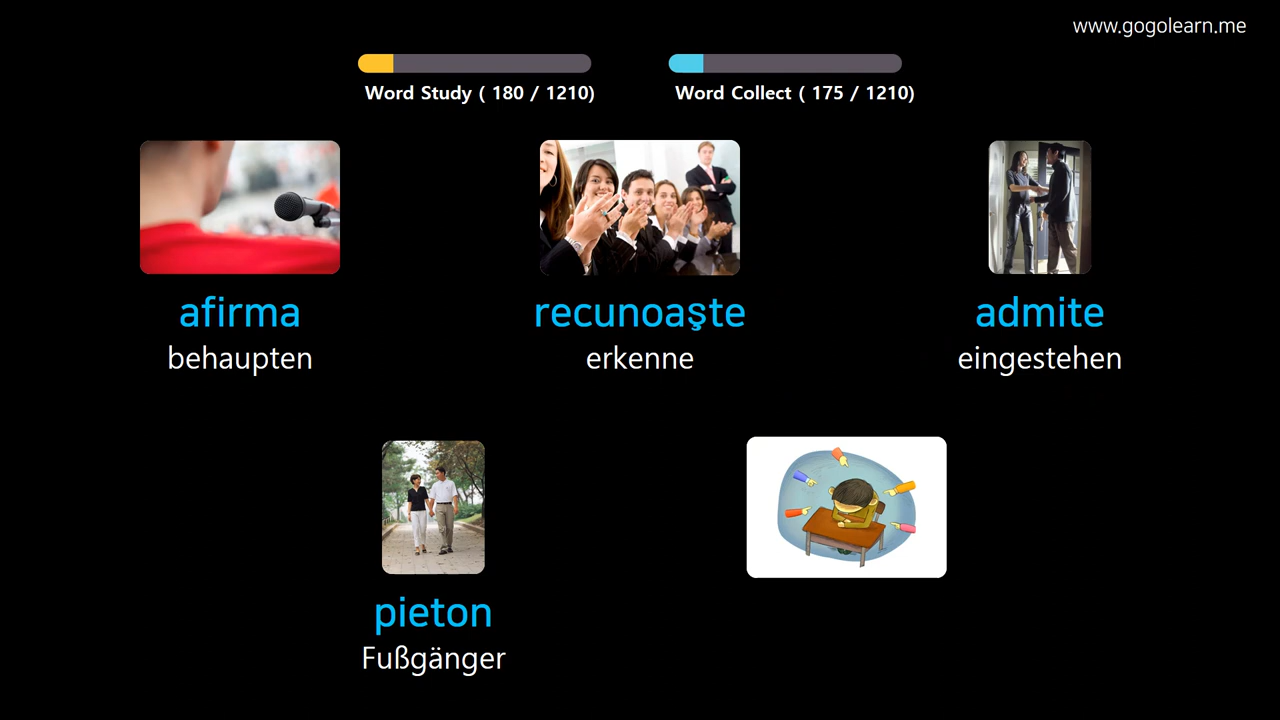 www.gogolearn.me
Word Study ( 180 / 1210)
Word Collect ( 175 / 1210)
afirma
behaupten
recunoaşte
erkenne
admite
eingestehen
pieton
Fußgänger